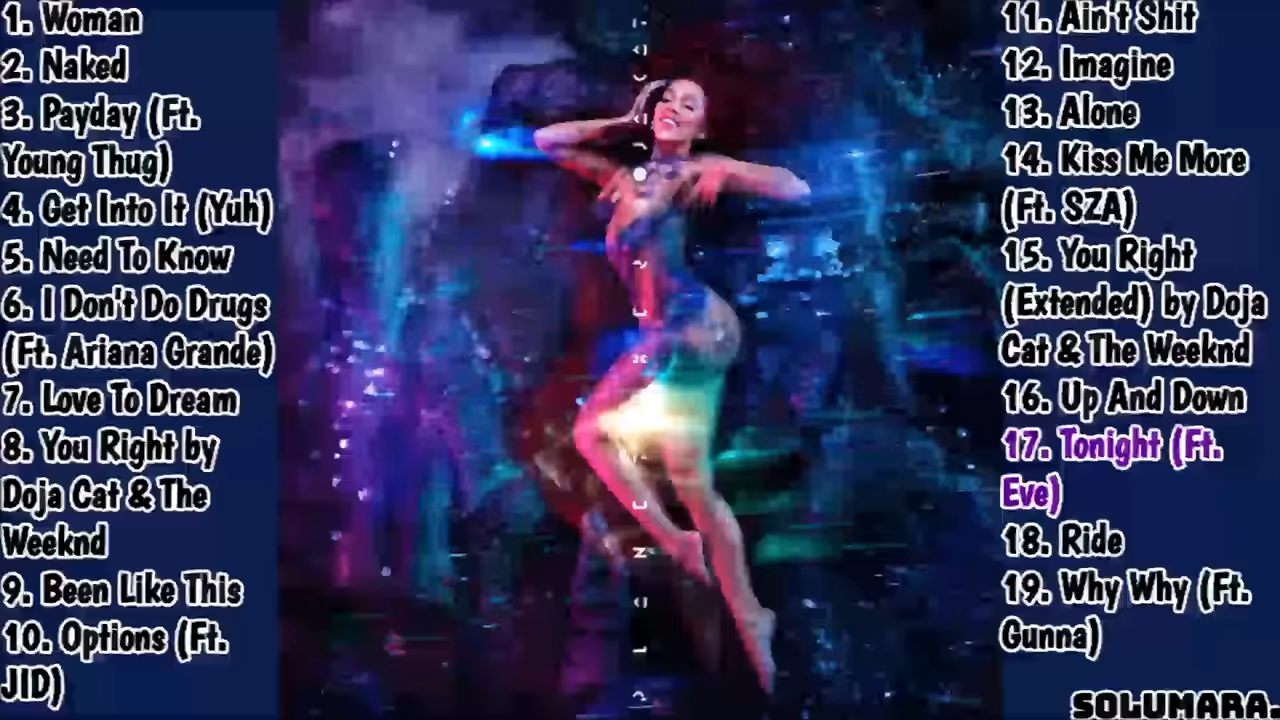 1. Woman
2. Naked
3. Payday (Ft.
Young Thug)
4. Get Into It (Yuh)
5. Need To Know
6. I Don't Do Drugs
(Ft. Ariana Grande)
7. Love To Dream
8. You Right by
Doja Cat & The
Weeknd
9. Been Like This
10. Options (Ft.
JID)
11. Ain't Shit
12. Imagine
13. Alone
14. Kiss Me More
(Ft. SZA)
15. You Right
(Extended) by Doja
Cat & The Weeknd
16. Up And Down
17. Tonight (Ft.
Eve)
18. Ride
19. Why Why (Ft.
Gunna)
SOLUMARA.